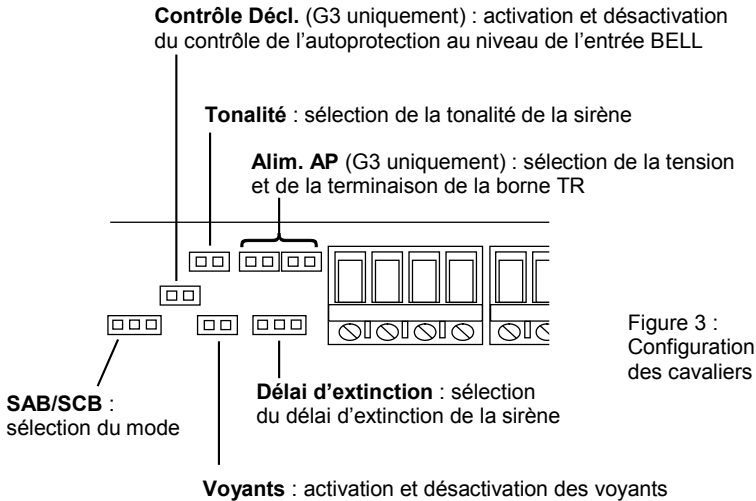 Contrôle Décl. (G3 uniquement) : activation et désactivation
du contrôle de l'autoprotection au niveau de l'entrée BELL
Tonalité : sélection de la tonalité de la sirène
Alim. AP (G3 uniquement) : sélection de la tension
et de la terminaison de la borne TR
Figure 3 :
Configuration
des cavaliers
SAB/SCB :
sélection du mode
Délai d'extinction : sélection
du délai d'extinction de la sirène
Voyants : activation et désactivation des voyants